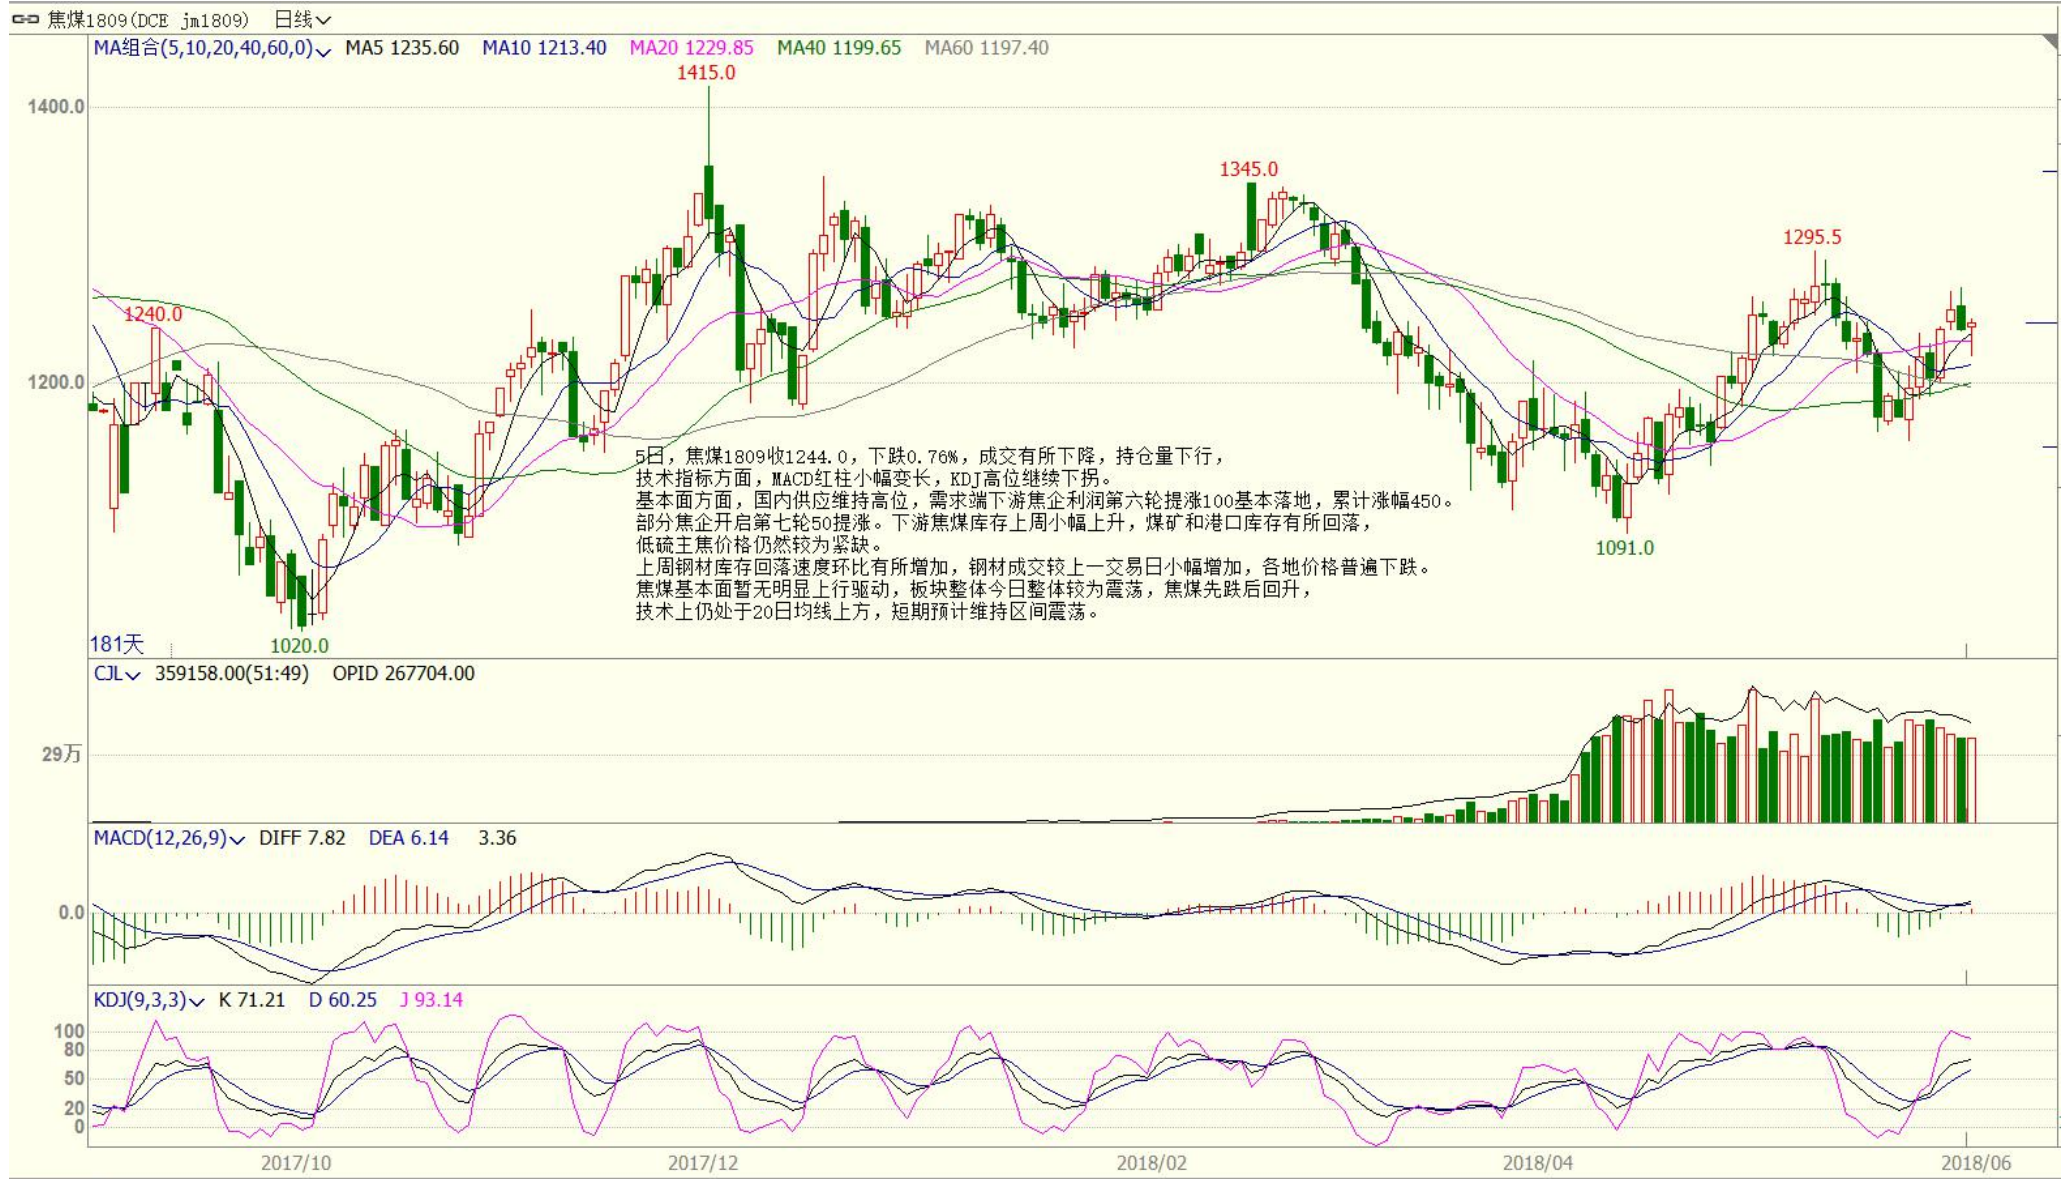 焦煤1809(DCE jm1809) 日线
MA组合(5,10,20,40,60,0) MA5 1235.60 MA10 1213.40 MA20 1229.85 MA40 1199.65 MA60 1197.40
1415.0
1400.0
1345.0
1295.5
1240.0
1200.0
5日，焦煤1809收1244.0，下跌0.76%，成交有所下降，持仓量下行，
技术指标方面，MACD红柱小幅变长，KDJ高位继续下拐。
基本面方面，国内供应维持高位，需求端下游焦企利润第六轮提涨100基本落地，累计涨幅450。
部分焦企开启第七轮50提涨。下游焦煤库存上周小幅上升，煤矿和港口库存有所回落，
低硫主焦价格仍然较为紧缺。
上周钢材库存回落速度环比有所增加，钢材成交较上一交易日小幅增加，各地价格普遍下跌。
焦煤基本面暂无明显上行驱动，板块整体今日整体较为震荡，焦煤先跌后回升，
技术上仍处于20日均线上方，短期预计维持区间震荡。
1091.0
181天
1020.0
CJL 359158.00(51:49) OPID 267704.00
29万
MACD(12,26,9) DIFF 7.82 DEA 6.14 3.36
0.0
KDJ(9,3,3) K 71.21 D 60.25 J 93.14
100
80
50
20
0
2017/10 2017/12 2018/02 2018/04 2018/06